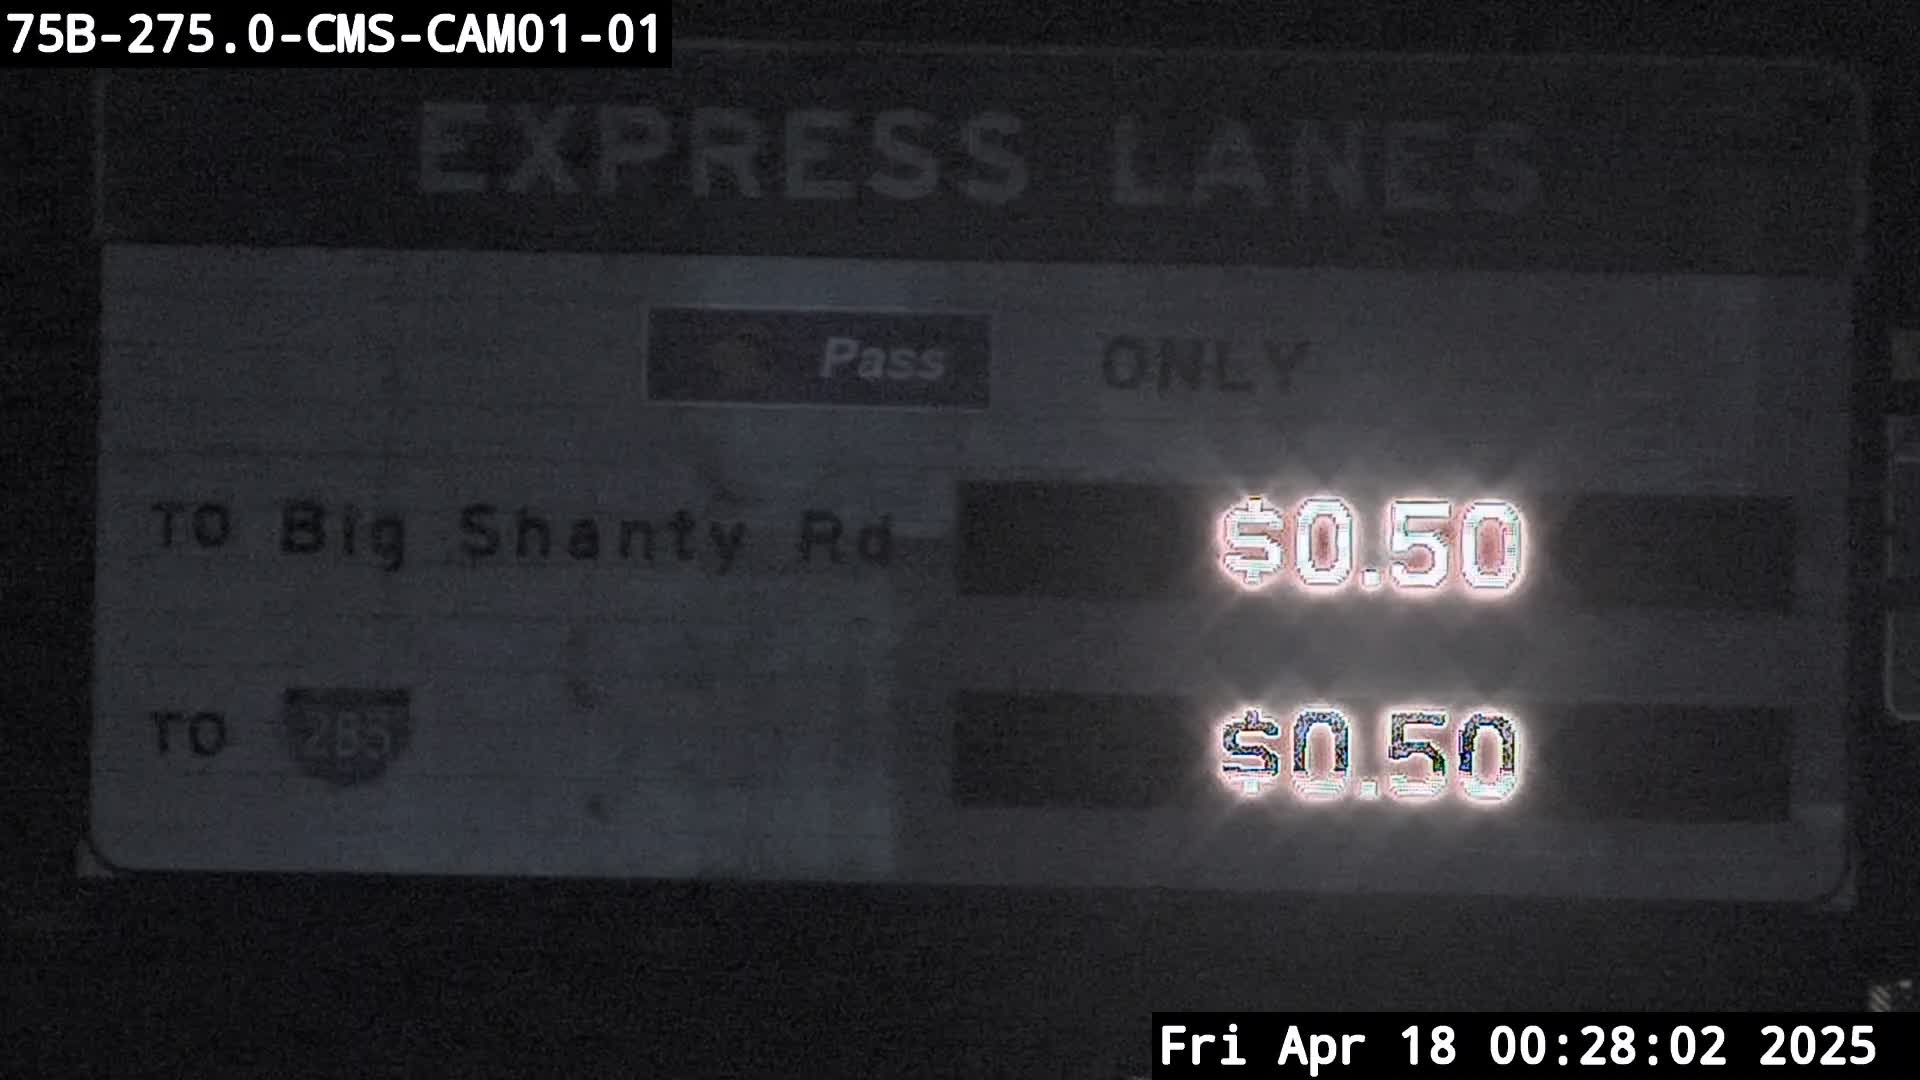 75B-275.0-CMS-CAM01-01
EXPRESS LANES
Pass ONLY
TO Big Shanty Rd $0.50
TO 285 $0.50
Fri Apr 18 00:28:02 2025